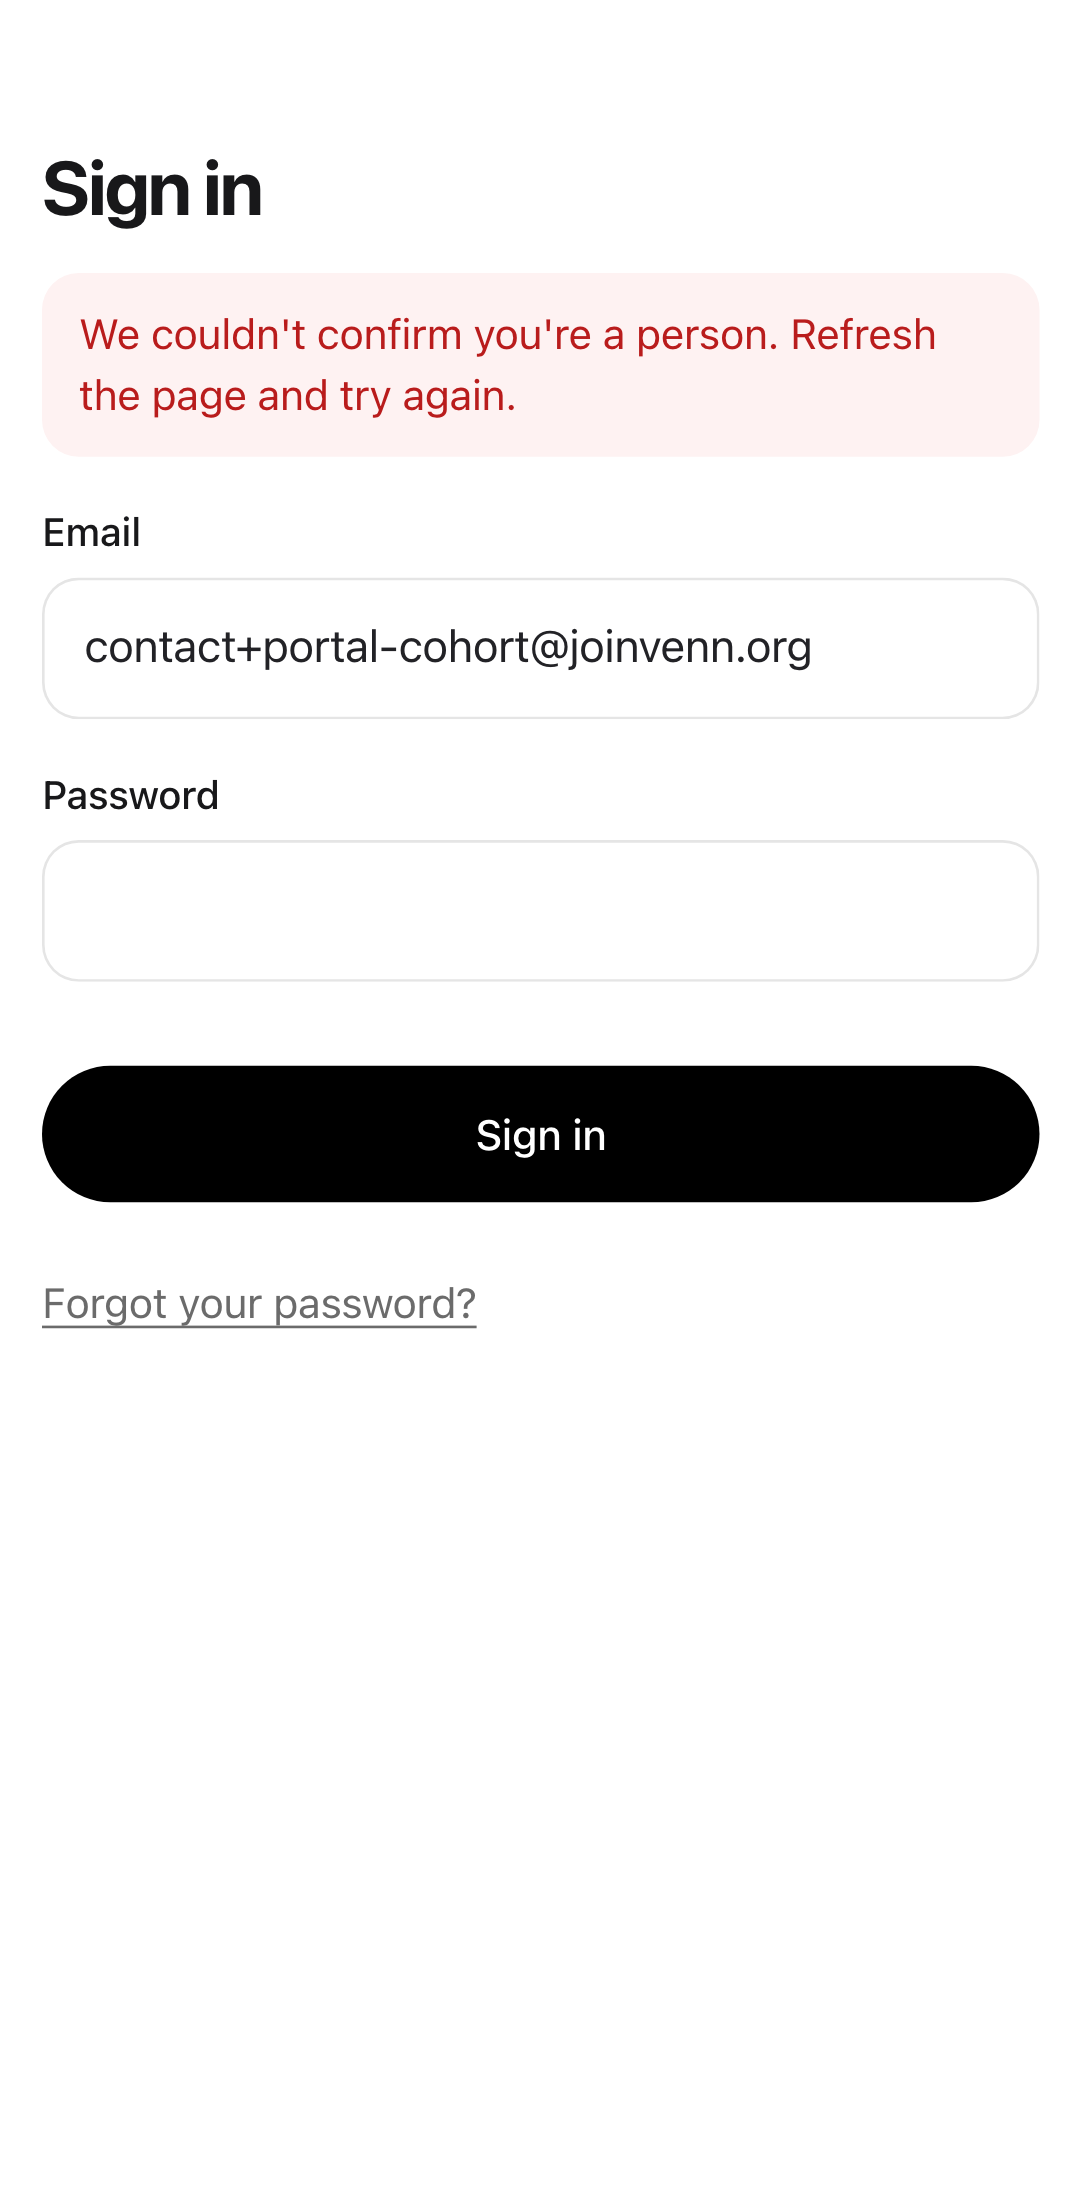 Sign in
We couldn't confirm you're a person. Refresh
the page and try again.
Email
contact+portal-cohort@joinvenn.org
Password
Sign in
Forgot your password?